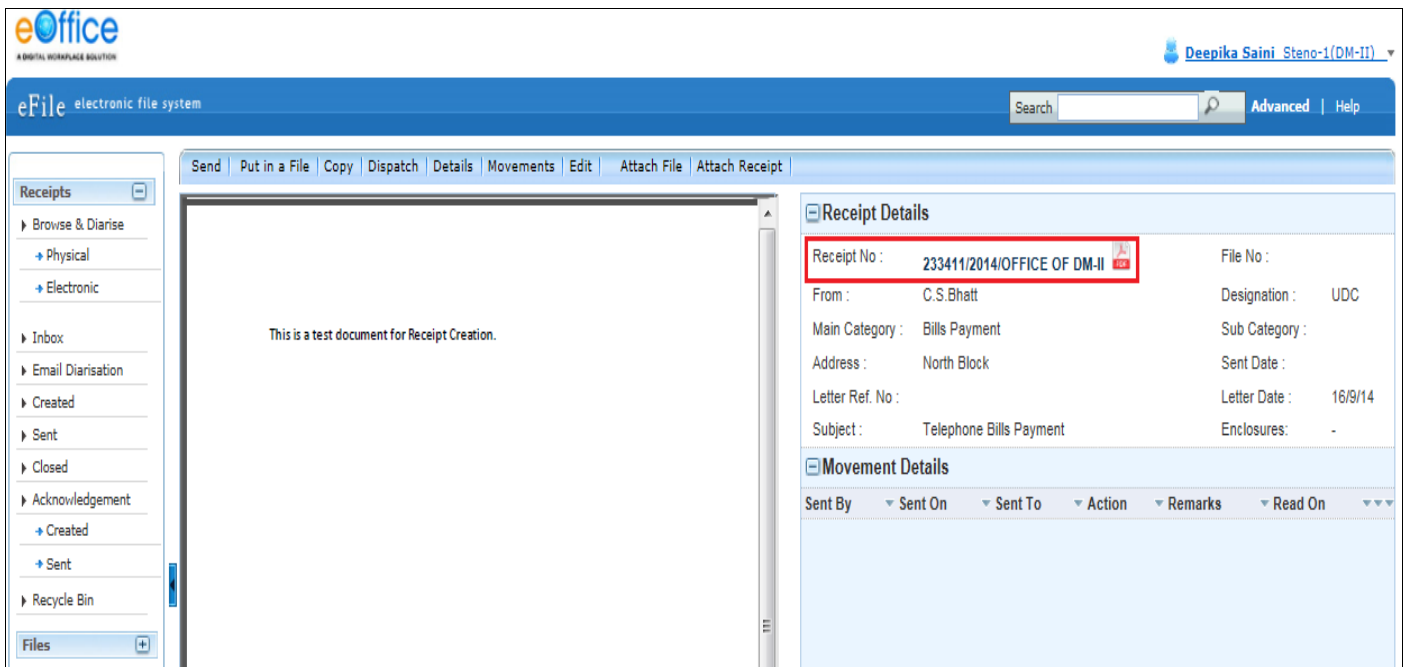 eOffice
A DIGITAL WORKPLACE SOLUTION
Deepika Saini Steno-1(DM-II)
eFile electronic file system
Search
Advanced | Help
Send | Put in a File | Copy | Dispatch | Details | Movements | Edit | Attach File | Attach Receipt |
Receipts
Browse & Diarise
Physical
Electronic
Inbox
Email Diarisation
Created
Sent
Closed
Acknowledgement
Created
Sent
Recycle Bin
Files
This is a test document for Receipt Creation.
Receipt Details
Receipt No : 233411/2014/OFFICE OF DM-II PDF File No :
From : C.S.Bhatt Designation : UDC
Main Category : Bills Payment Sub Category :
Address : North Block Sent Date :
Letter Ref. No : Letter Date : 16/9/14
Subject : Telephone Bills Payment Enclosures: -
Movement Details
Sent By Sent On Sent To Action Remarks Read On